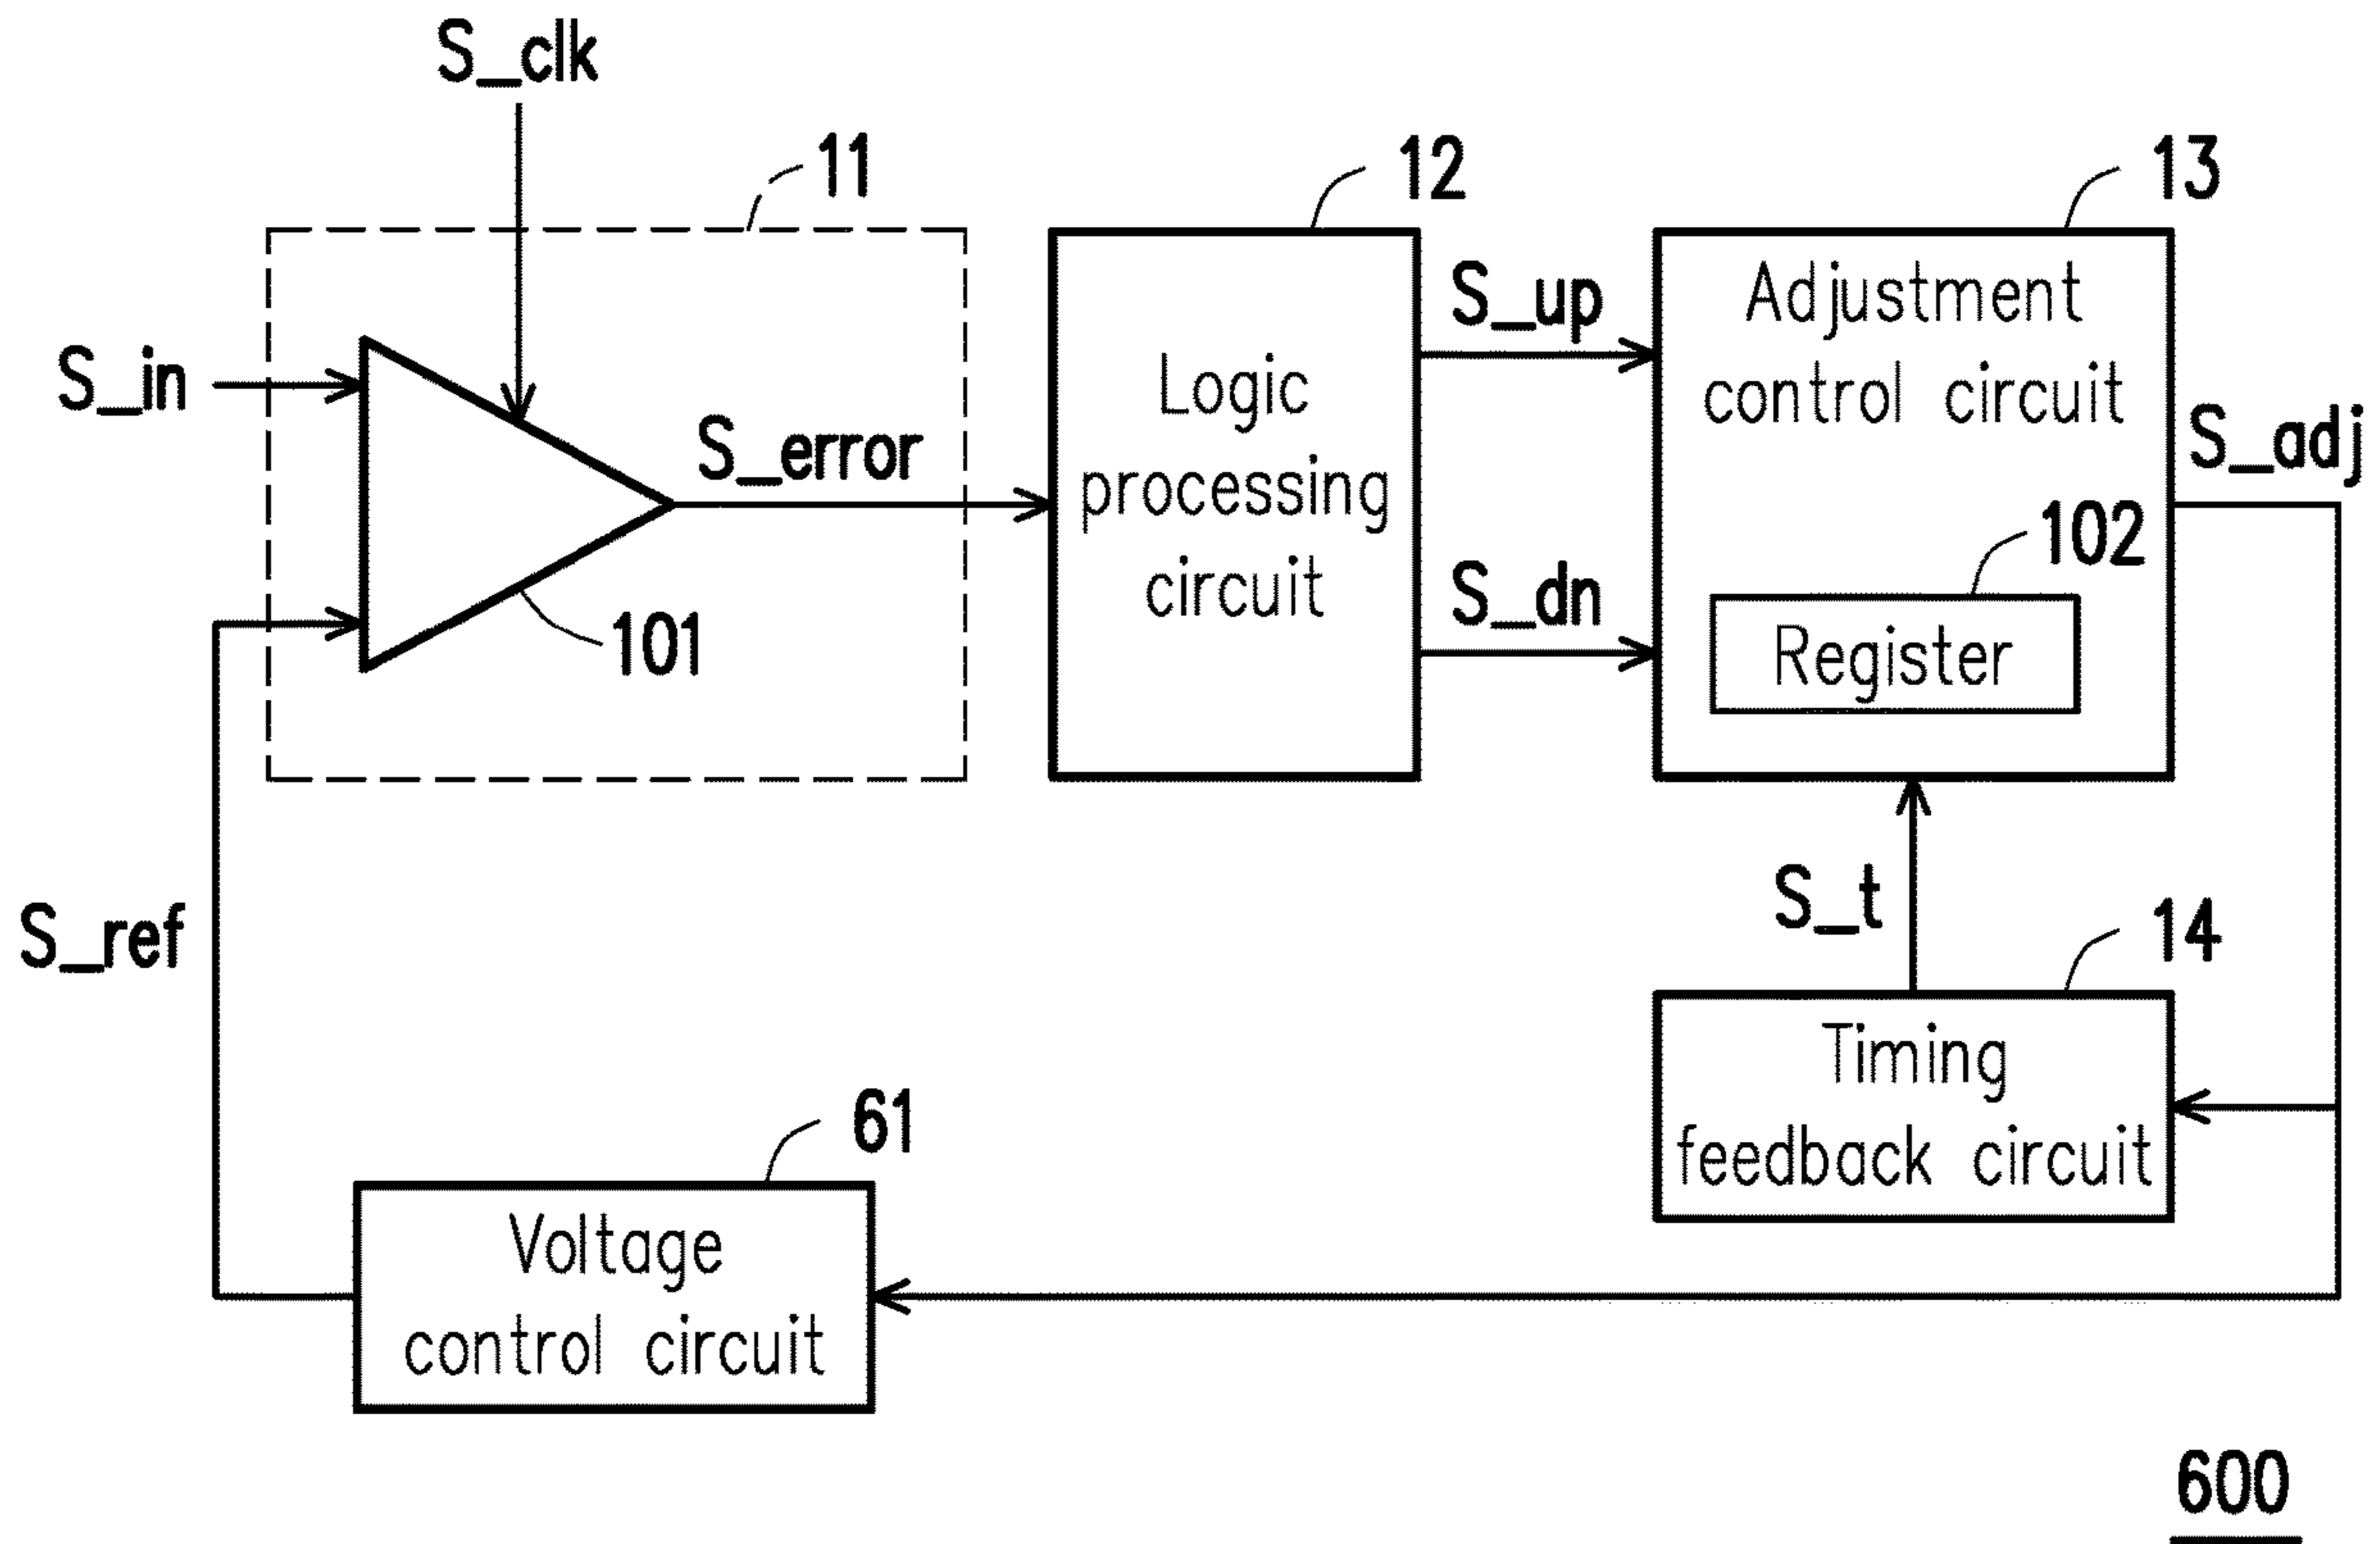 S_clk
11
12
13
S_in
S_error
101
Logic
processing
circuit
S_up
S_dn
Adjustment
control circuit
102
Register
S_adj
S_ref
S_t
14
Timing
feedback circuit
61
Voltage
control circuit
600